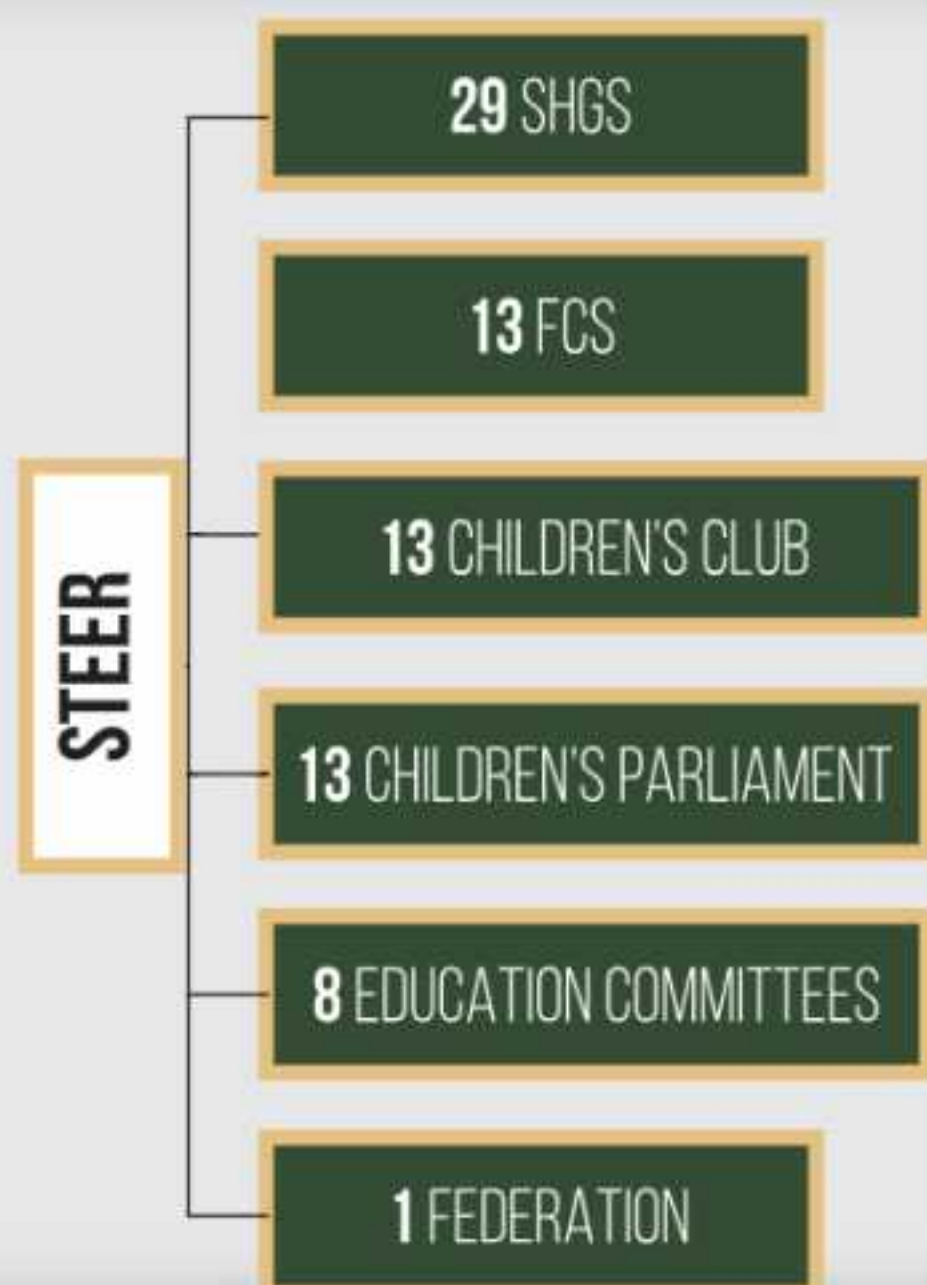 29 SHGS
13 FCS
13 CHILDREN'S CLUB
STEER
13 CHILDREN'S PARLIAMENT
8 EDUCATION COMMITTEES
1 FEDERATION